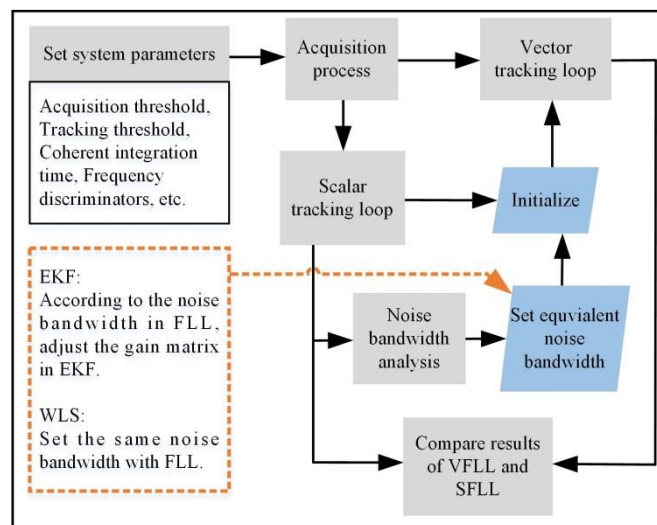 Set system parameters
Acquisition threshold,
Tracking threshold,
Coherent integration
time, Frequency
discriminators, etc.
Acquisition
process
Vector
tracking loop
Scalar
tracking loop
Initialize
EKF:
According to the noise
bandwidth in FLL,
adjust the gain matrix
in EKF.
WLS:
Set the same noise
bandwidth with FLL.
Noise
bandwidth
analysis
Set equvialent
noise
bandwidth
Compare results
of VFLL and
SFLL